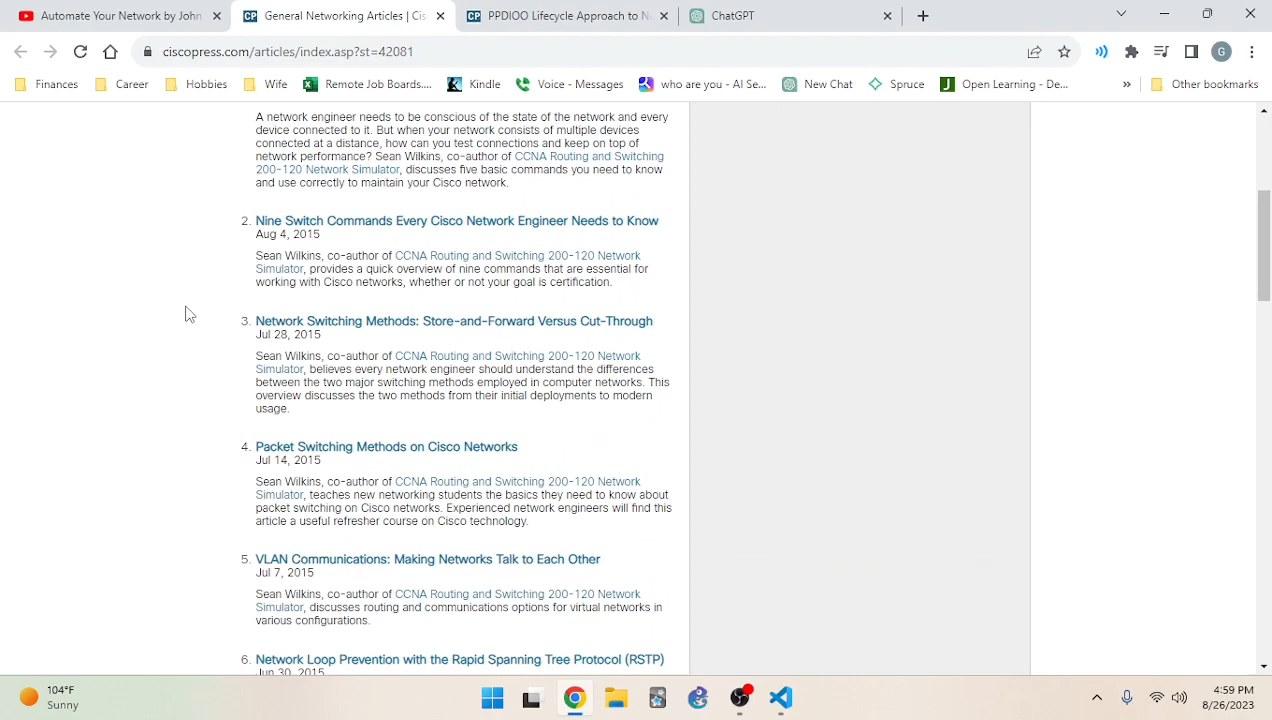 Automate Your Network by John
General Networking Articles | Cis
PPDIOO Lifecycle Approach to Ne
ChatGPT
ciscopress.com/articles/index.asp?st=42081
G
Finances
Career
Hobbies
Wife
Remote Job Boards....
Kindle
Voice - Messages
who are you - AI Se...
New Chat
Spruce
Open Learning - De...
»
Other bookmarks
A network engineer needs to be conscious of the state of the network and every
device connected to it. But when your network consists of multiple devices
connected at a distance, how can you test connections and keep on top of
network performance? Sean Wilkins, co-author of CCNA Routing and Switching
200-120 Network Simulator, discusses five basic commands you need to know
and use correctly to maintain your Cisco network.
2. Nine Switch Commands Every Cisco Network Engineer Needs to Know
Aug 4, 2015
Sean Wilkins, co-author of CCNA Routing and Switching 200-120 Network
Simulator, provides a quick overview of nine commands that are essential for
working with Cisco networks, whether or not your goal is certification.
3. Network Switching Methods: Store-and-Forward Versus Cut-Through
Jul 28, 2015
Sean Wilkins, co-author of CCNA Routing and Switching 200-120 Network
Simulator, believes every network engineer should understand the differences
between the two major switching methods employed in computer networks. This
overview discusses the two methods from their initial deployments to modern
usage.
4. Packet Switching Methods on Cisco Networks
Jul 14, 2015
Sean Wilkins, co-author of CCNA Routing and Switching 200-120 Network
Simulator, teaches new networking students the basics they need to know about
packet switching on Cisco networks. Experienced network engineers will find this
article a useful refresher course on Cisco technology.
5. VLAN Communications: Making Networks Talk to Each Other
Jul 7, 2015
Sean Wilkins, co-author of CCNA Routing and Switching 200-120 Network
Simulator, discusses routing and communications options for virtual networks in
various configurations.
6. Network Loop Prevention with the Rapid Spanning Tree Protocol (RSTP)
Jun 30, 2015
104°F
Sunny
4:59 PM
8/26/2023